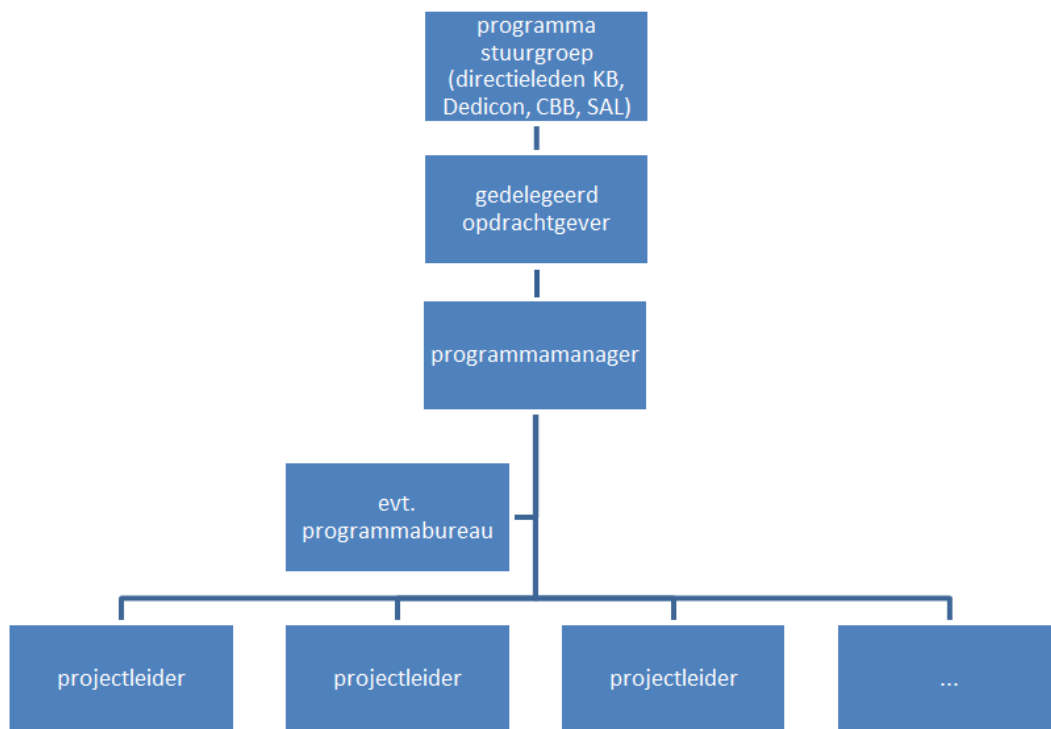 programma
stuurgroep
(directieleden KB,
Dedicon, CBB, SAL)
gedelegeerd
opdrachtgever
programmamanager
evt.
programmabureau
projectleider
projectleider
projectleider
...